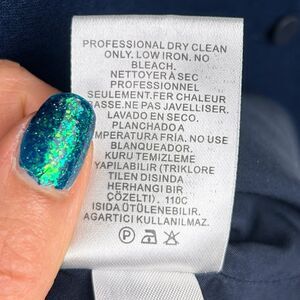 PROFESSIONAL DRY CLEAN
ONLY. LOW IRON. NO
BLEACH.
NETTOYER À SEC
PROFESSIONNEL
SEULEMENT.FER CHALEUR
BASSE.NE PAS JAVELLISER.
LAVADO EN SECO.
PLANCHADO A
TEMPERATURA FRÍA. NO USE
BLANQUEADOR.
KURU TEMIZLEME
YAPILABILIR (TRIKLORE
TILEN DISINDA
HERHANGI BIR
ÇÖZELTI). 110C
ISIDA ÜTÜLENEBILIR.
AGARTICI KULLANILMAZ.
P